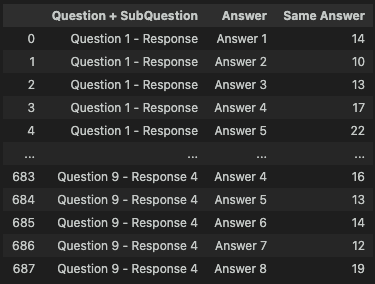 Question + SubQuestion Answer Same Answer
0 Question 1 - Response Answer 1 14
1 Question 1 - Response Answer 2 10
2 Question 1 - Response Answer 3 13
3 Question 1 - Response Answer 4 17
4 Question 1 - Response Answer 5 22
... ... ... ...
683 Question 9 - Response 4 Answer 4 16
684 Question 9 - Response 4 Answer 5 13
685 Question 9 - Response 4 Answer 6 14
686 Question 9 - Response 4 Answer 7 12
687 Question 9 - Response 4 Answer 8 19